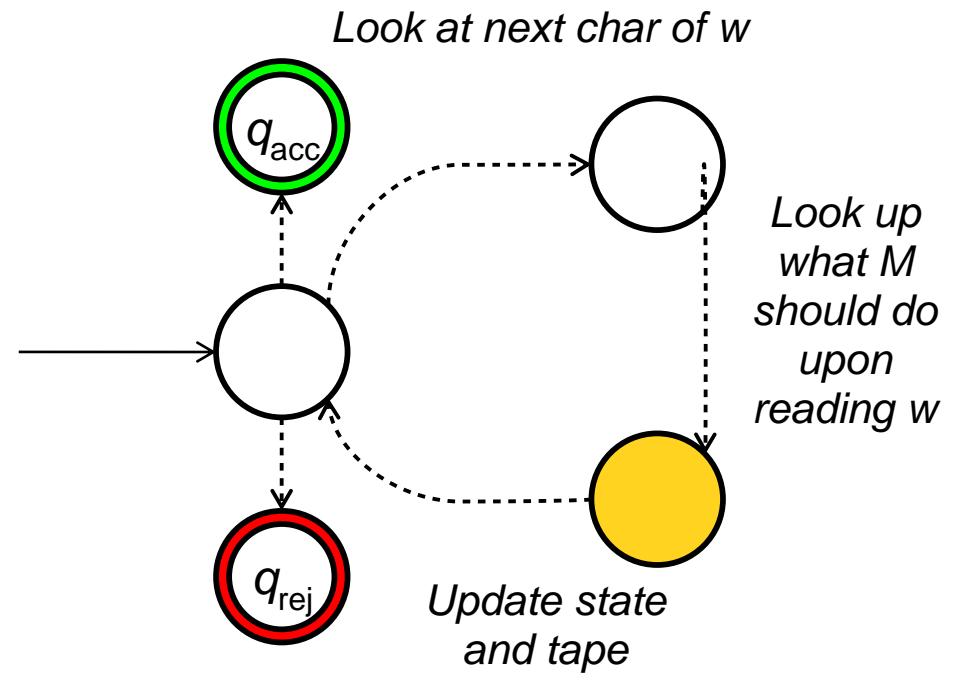 Look at next char of w
q_acc
Look up
what M
should do
upon
reading w
q_rej
Update state
and tape